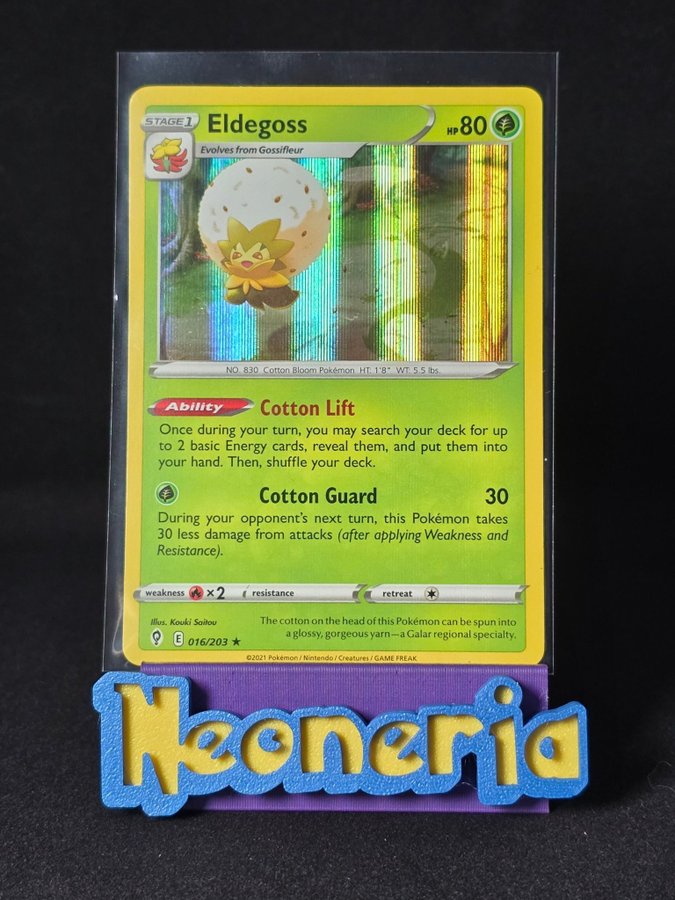 STAGE 1 Eldegoss HP 80
Evolves from Gossifleur
NO. 830 Cotton Bloom Pokémon HT: 1'8" WT: 5.5 lbs.
Ability Cotton Lift
Once during your turn, you may search your deck for up
to 2 basic Energy cards, reveal them, and put them into
your hand. Then, shuffle your deck.
Cotton Guard 30
During your opponent's next turn, this Pokémon takes
30 less damage from attacks (after applying Weakness and
Resistance).
weakness ×2 resistance retreat
Illus. Kouki Saitou
The cotton on the head of this Pokémon can be spun into
a glossy, gorgeous yarn—a Galar regional specialty.
E 016/203 ★
©2021 Pokémon / Nintendo / Creatures / GAME FREAK
Neoneria